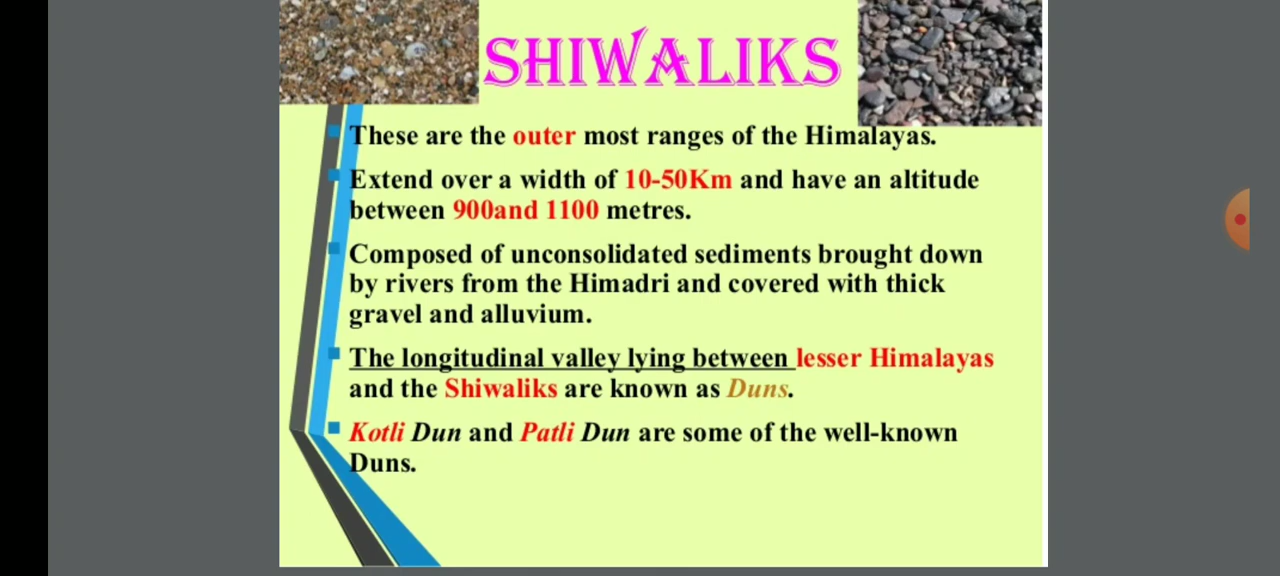 SHIWALIKS
These are the outer most ranges of the Himalayas.
Extend over a width of 10-50Km and have an altitude
between 900and 1100 metres.
Composed of unconsolidated sediments brought down
by rivers from the Himadri and covered with thick
gravel and alluvium.
The longitudinal valley lying between lesser Himalayas
and the Shiwaliks are known as Duns.
Kotli Dun and Patli Dun are some of the well-known
Duns.